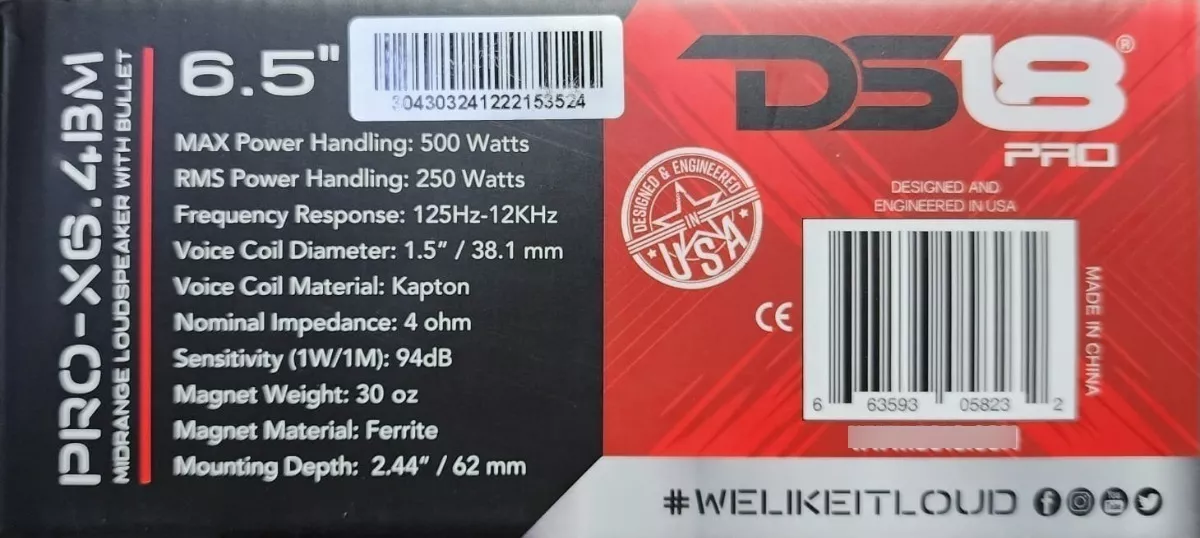 PRO-X6.4BM
MIDRANGE LOUDSPEAKER WITH BULLET
6.5"
304303241222153524
MAX Power Handling: 500 Watts
RMS Power Handling: 250 Watts
Frequency Response: 125Hz-12KHz
Voice Coil Diameter: 1.5" / 38.1 mm
Voice Coil Material: Kapton
Nominal Impedance: 4 ohm
Sensitivity (1W/1M): 94dB
Magnet Weight: 30 oz
Magnet Material: Ferrite
Mounting Depth: 2.44" / 62 mm
DS18®
PRO
DESIGNED & ENGINEERED
IN
USA
DESIGNED AND
ENGINEERED IN USA
CE
6 63593 05823 2
MADE IN CHINA
#WELIKEITLOUD